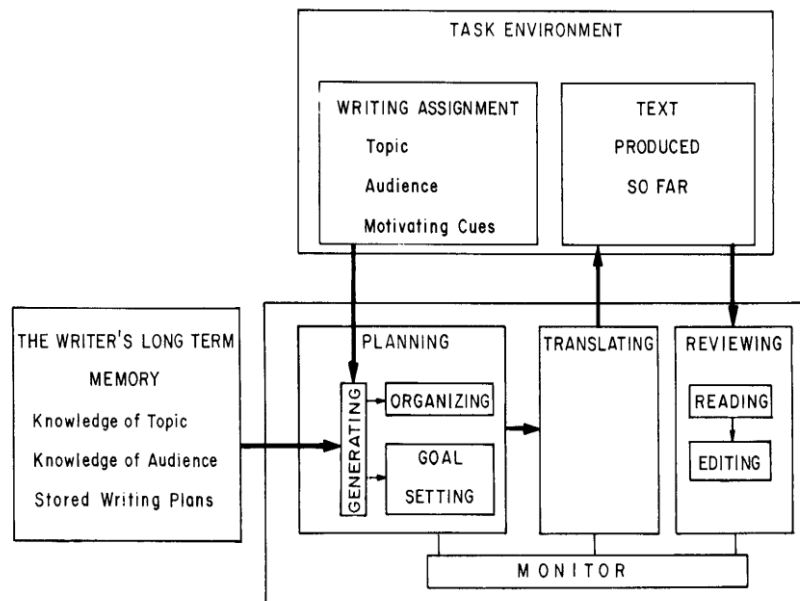 TASK ENVIRONMENT
WRITING ASSIGNMENT
Topic
Audience
Motivating Cues
TEXT
PRODUCED
SO FAR
THE WRITER'S LONG TERM
MEMORY
Knowledge of Topic
Knowledge of Audience
Stored Writing Plans
PLANNING
GENERATING
ORGANIZING
GOAL
SETTING
TRANSLATING
REVIEWING
READING
EDITING
MONITOR